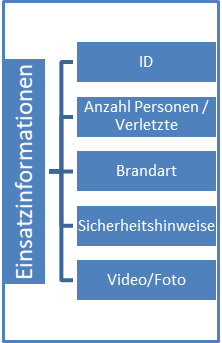 Einsatzinformationen
ID
Anzahl Personen /
Verletzte
Brandart
Sicherheitshinweise
Video/Foto